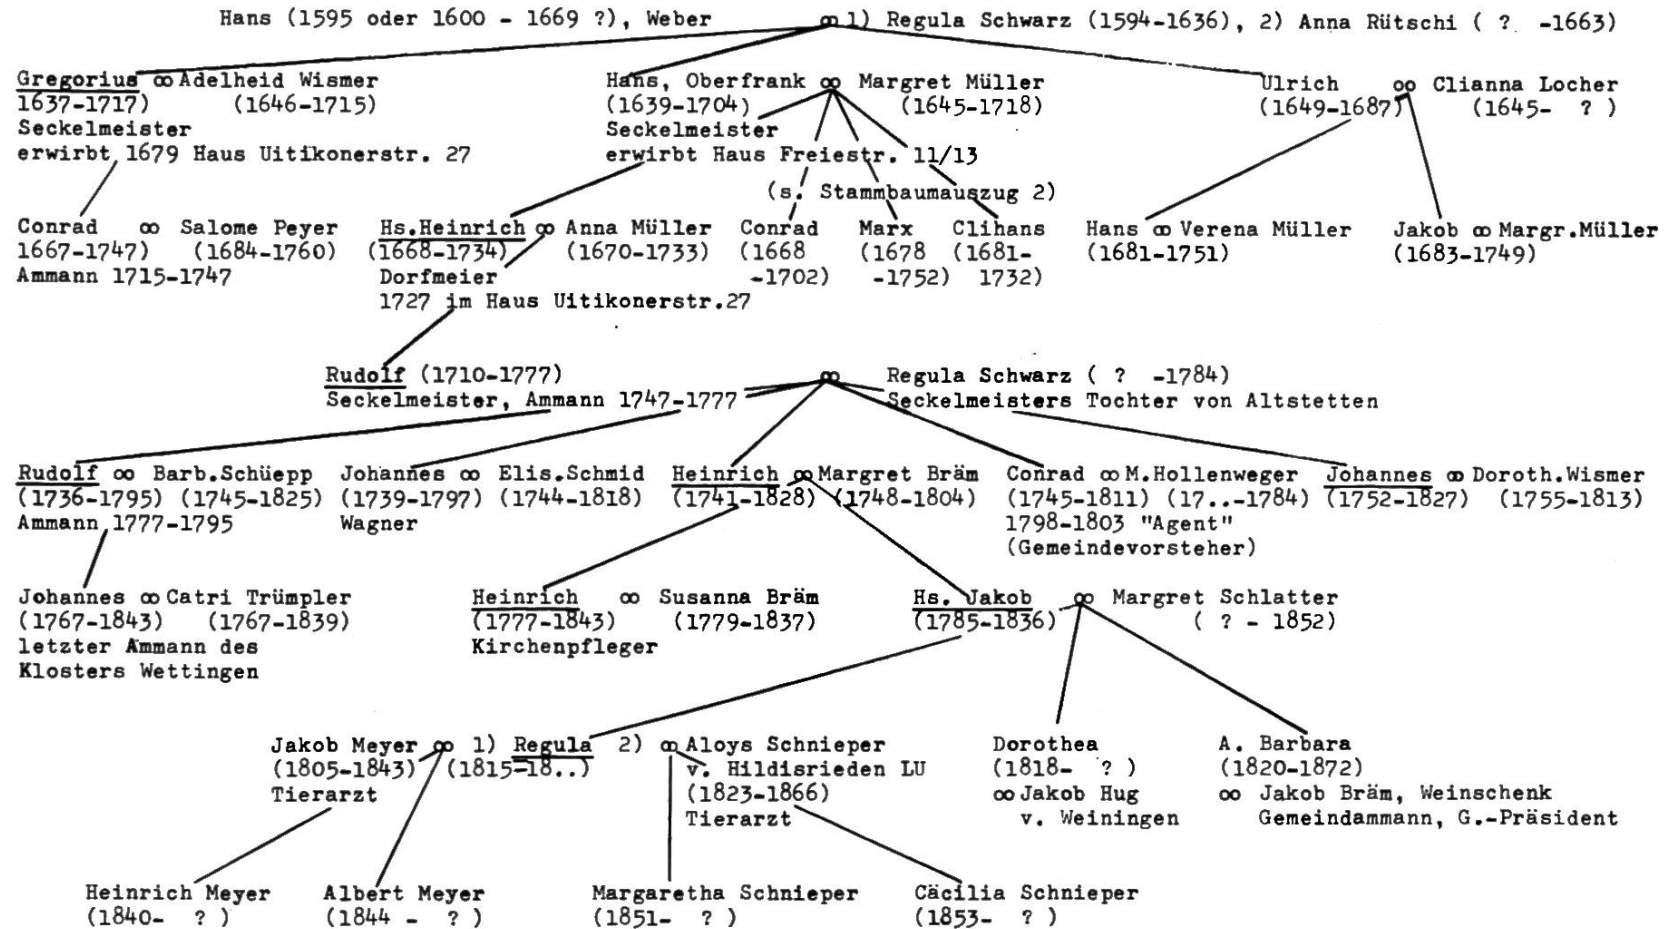 Hans (1595 oder 1600 - 1669 ?), Weber ∞ 1) Regula Schwarz (1594-1636), 2) Anna Rütschi ( ? -1663)
Gregorius ∞ Adelheid Wismer Hans, Oberfrank ∞ Margret Müller Ulrich ∞ Clianna Locher
1637-1717) (1646-1715) (1639-1704) (1645-1718) (1649-1687) (1645- ? )
Seckelmeister Seckelmeister
erwirbt 1679 Haus Uitikonerstr. 27 erwirbt Haus Freiestr. 11/13
(s. Stammbaumauszug 2)
Conrad ∞ Salome Peyer Hs.Heinrich ∞ Anna Müller Conrad Marx Clihans Hans ∞ Verena Müller Jakob ∞ Margr.Müller
1667-1747) (1684-1760) (1668-1734) (1670-1733) (1668 (1678 (1681- (1681-1751) (1683-1749)
Ammann 1715-1747 Dorfmeier -1702) -1752) 1732)
1727 im Haus Uitikonerstr.27
Rudolf (1710-1777) ∞ Regula Schwarz ( ? -1784)
Seckelmeister, Ammann 1747-1777 Seckelmeisters Tochter von Altstetten
Rudolf ∞ Barb.Schüepp Johannes ∞ Elis.Schmid Heinrich ∞ Margret Bräm Conrad ∞ M.Hollenweger Johannes ∞ Doroth.Wismer
(1736-1795) (1745-1825) (1739-1797) (1744-1818) (1741-1828) (1748-1804) (1745-1811) (17..-1784) (1752-1827) (1755-1813)
Ammann 1777-1795 Wagner 1798-1803 "Agent"
(Gemeindevorsteher)
Johannes ∞ Catri Trümpler Heinrich ∞ Susanna Bräm Hs. Jakob ∞ Margret Schlatter
(1767-1843) (1767-1839) (1777-1843) (1779-1837) (1785-1836) ( ? - 1852)
letzter Ammann des Kirchenpfleger
Klosters Wettingen
Jakob Meyer ∞ 1) Regula 2) ∞ Aloys Schnieper Dorothea A. Barbara
(1805-1843) (1815-18..) v. Hildisrieden LU (1818- ? ) (1820-1872)
Tierarzt (1823-1866) ∞ Jakob Hug ∞ Jakob Bräm, Weinschenk
Tierarzt v. Weiningen Gemeindammann, G.-Präsident
Heinrich Meyer Albert Meyer Margaretha Schnieper Cäcilia Schnieper
(1840- ? ) (1844 - ? ) (1851- ? ) (1853- ? )